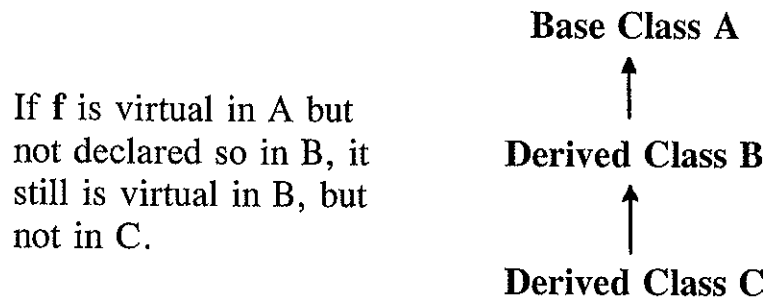 Base Class A
If f is virtual in A but
not declared so in B, it
still is virtual in B, but
not in C.
Derived Class B
Derived Class C